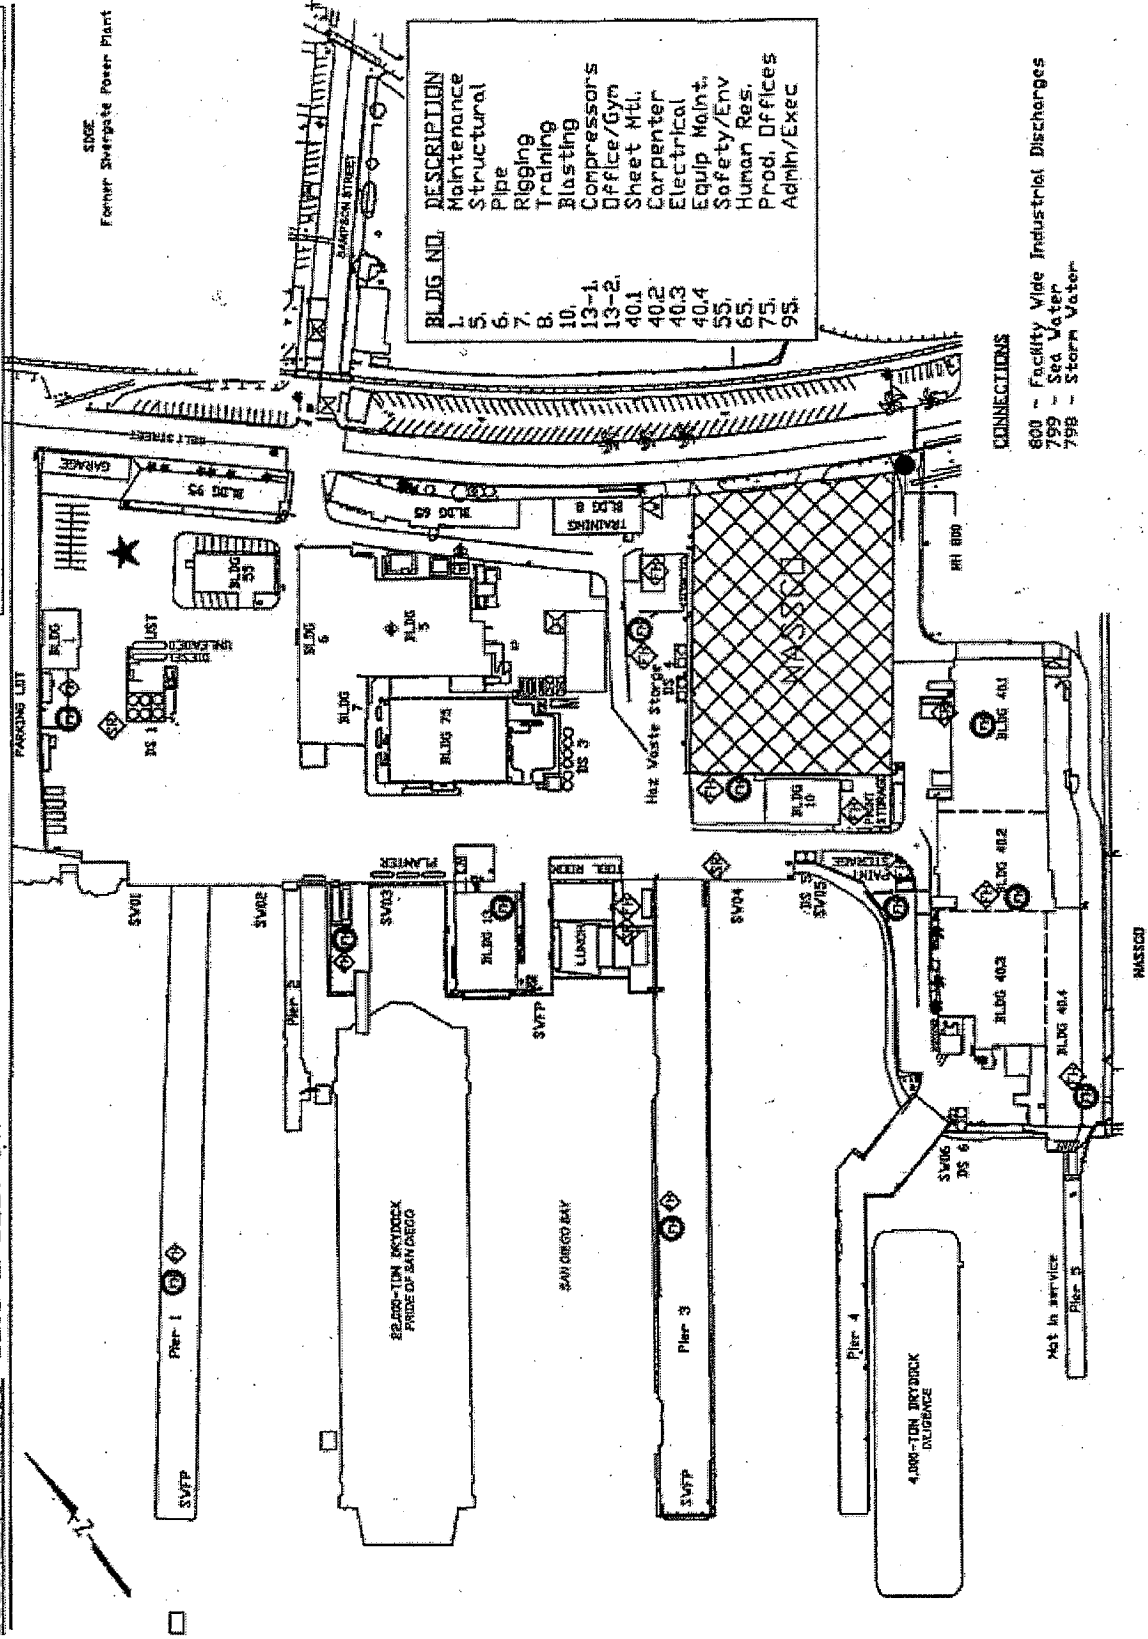 SDGE
Former Silvergate Power Plant
PARKING LOT
SAMPSON STREET
BELT STREET
GARAGE
BLDG 95
BLDG 65
TRAINING
BLDG 8
BLDG
55
BLDG
1
UST
UNLEADED
DIESEL
DS 1
BLDG
6
BLDG
5
BLDG
7
BLDG 75
DS 3
Haz Waste Storge
DS 4
NASSCO
MH 800
BLDG
10
PAINT
STORAGE
PAINT
STORAGE
BLDG 40.1
BLDG 40.2
BLDG 40.3
BLDG 40.4
PLANTER
TOOL ROOM
BLDG 13
LUNCH
SW01
SW02
SW03
SW04
DS 5
SW05
SW06
DS 6
SWFP
SWFP
SWFP
Pier 1
Pier 2
Pier 3
Pier 4
Pier 5
Not in service
22,000-TON DRYDOCK
PRIDE OF SAN DIEGO
SAN DIEGO BAY
4,000-TON DRYDOCK
DILIGENCE
NASSCO
BLDG NO. DESCRIPTION
1. Maintenance
5. Structural
6. Pipe
7. Rigging
8. Training
10. Blasting
13-1. Compressors
13-2. Office/Gym
40.1 Sheet Mtl.
40.2 Carpenter
40.3 Electrical
40.4 Equip Maint.
55. Safety/Env
65. Human Res.
75. Prod. Offices
95. Admin/Exec
CONNECTIONS
800 - Facility Wide Industrial Discharges
799 - Sea Water
798 - Storm Water